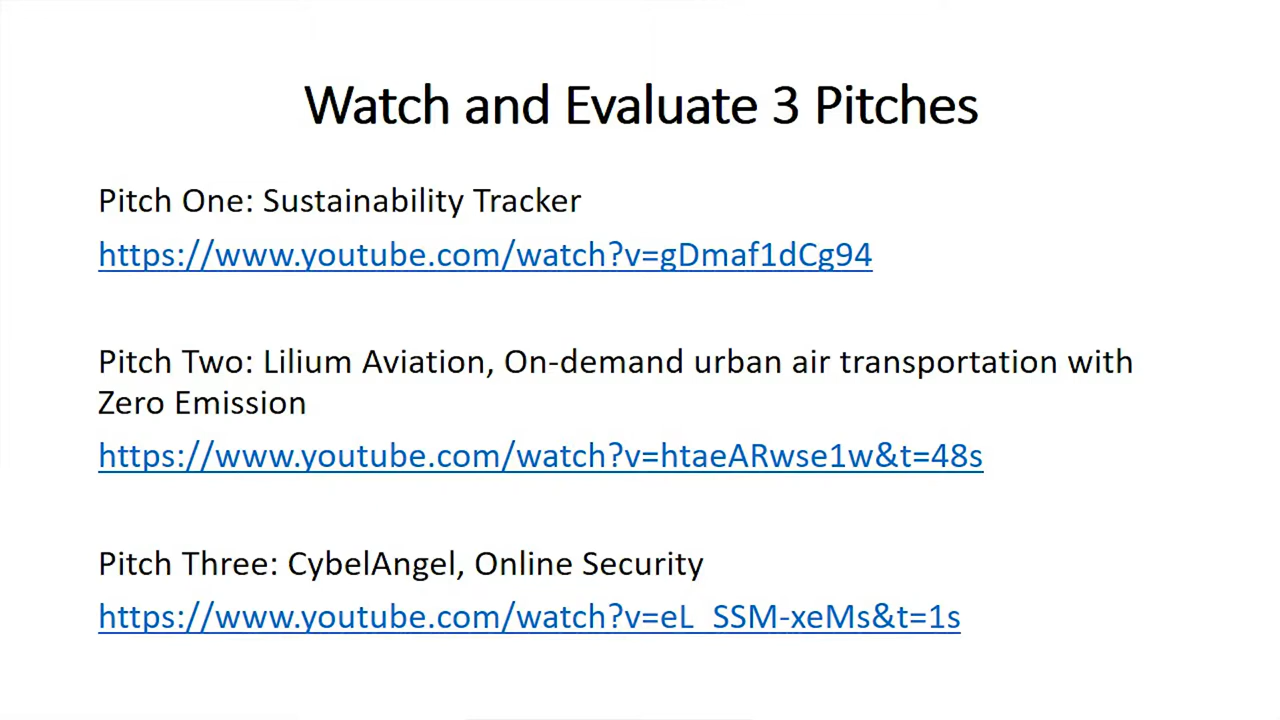 Watch and Evaluate 3 Pitches
Pitch One: Sustainability Tracker
https://www.youtube.com/watch?v=gDmaf1dCg94
Pitch Two: Lilium Aviation, On-demand urban air transportation with
Zero Emission
https://www.youtube.com/watch?v=htaeARwse1w&t=48s
Pitch Three: CybelAngel, Online Security
https://www.youtube.com/watch?v=eL_SSM-xeMs&t=1s